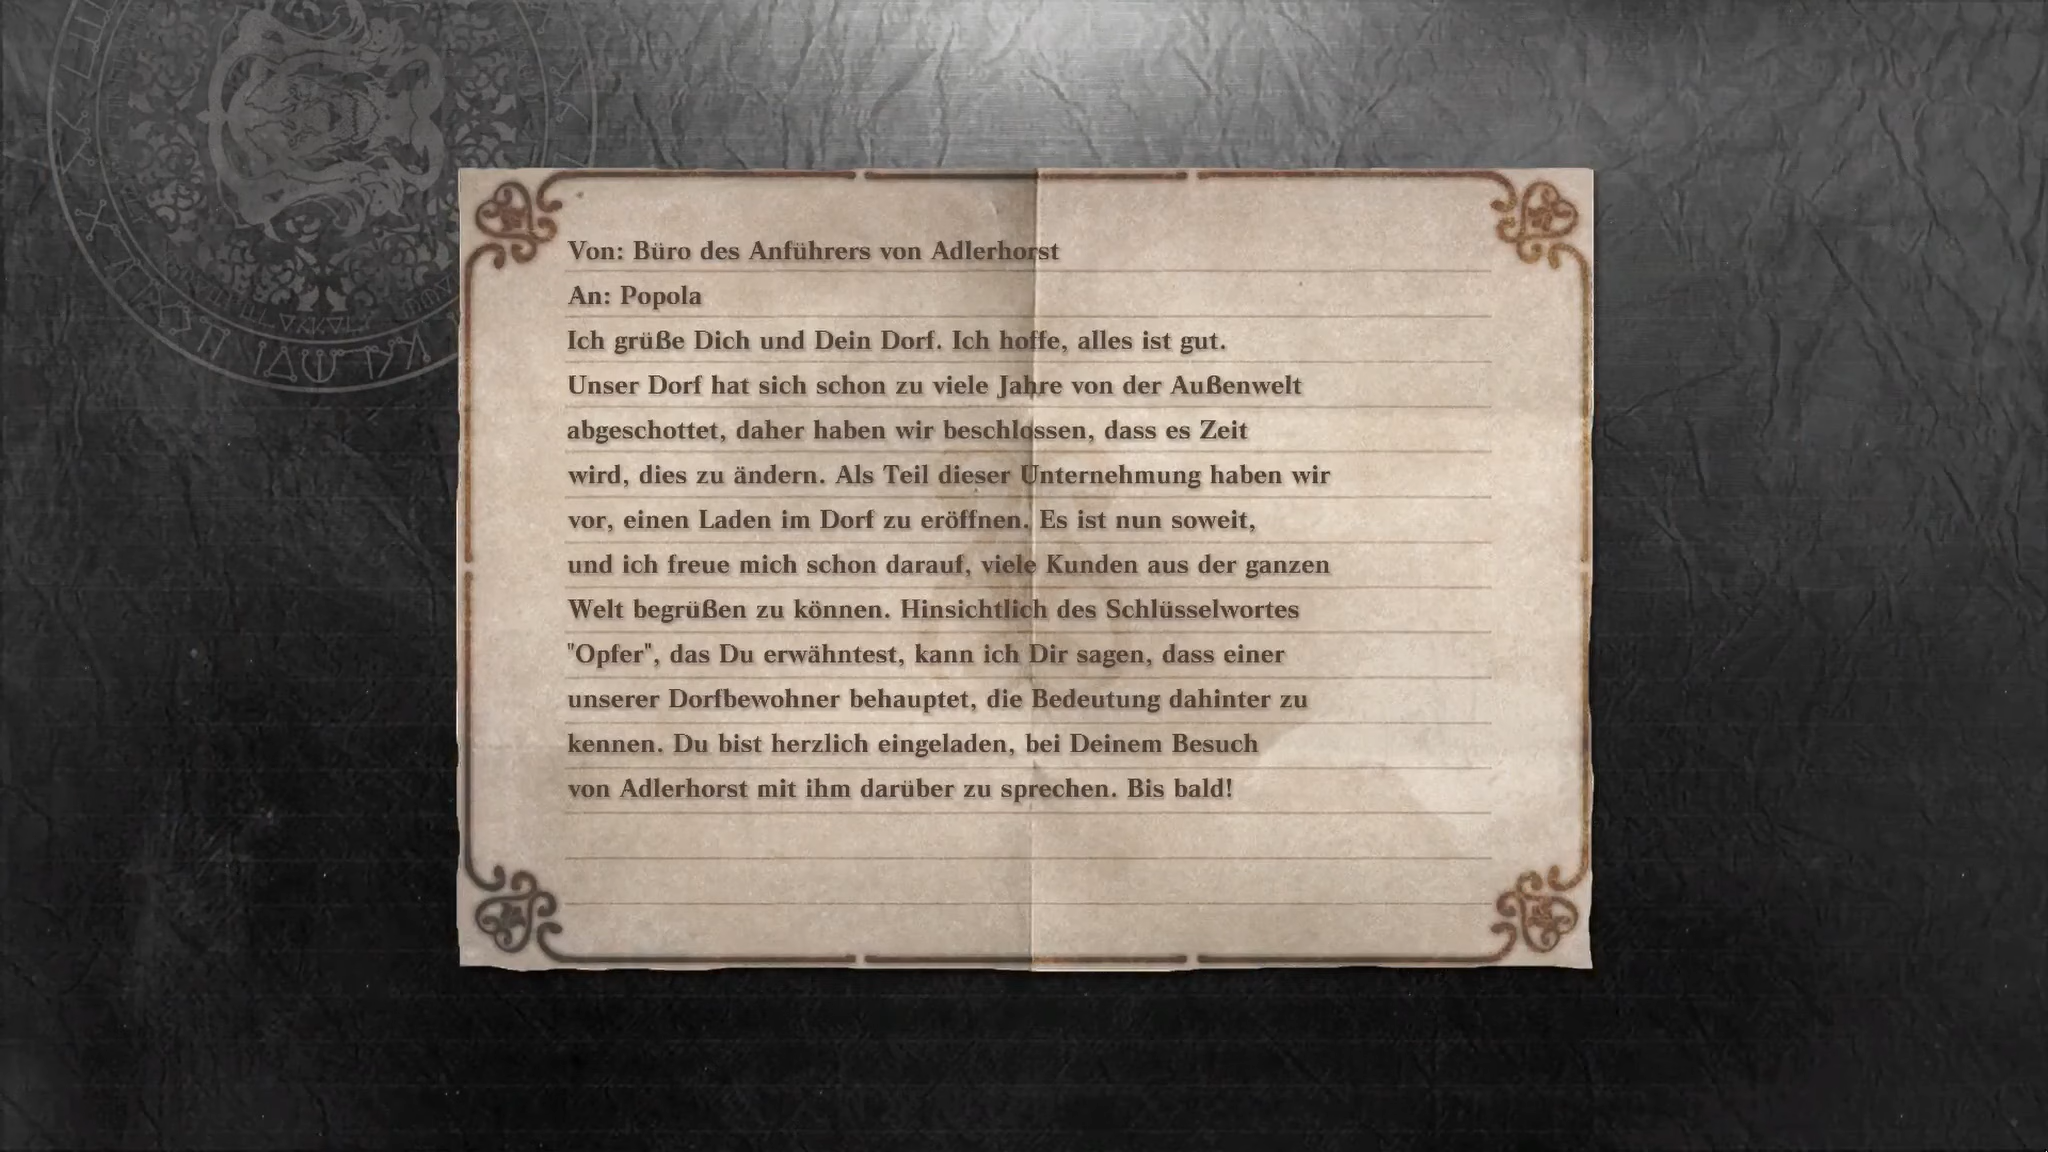 Von: Büro des Anführers von Adlerhorst
An: Popola
Ich grüße Dich und Dein Dorf. Ich hoffe, alles ist gut.
Unser Dorf hat sich schon zu viele Jahre von der Außenwelt
abgeschottet, daher haben wir beschlossen, dass es Zeit
wird, dies zu ändern. Als Teil dieser Unternehmung haben wir
vor, einen Laden im Dorf zu eröffnen. Es ist nun soweit,
und ich freue mich schon darauf, viele Kunden aus der ganzen
Welt begrüßen zu können. Hinsichtlich des Schlüsselwortes
"Opfer", das Du erwähntest, kann ich Dir sagen, dass einer
unserer Dorfbewohner behauptet, die Bedeutung dahinter zu
kennen. Du bist herzlich eingeladen, bei Deinem Besuch
von Adlerhorst mit ihm darüber zu sprechen. Bis bald!